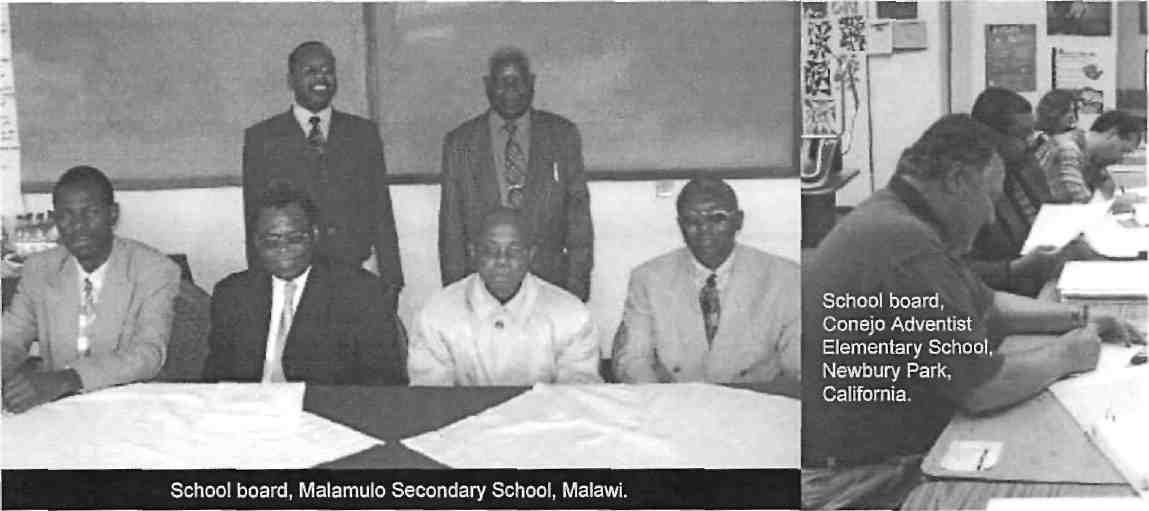 School board, Malamulo Secondary School, Malawi.
School board,
Conejo Adventist
Elementary School,
Newbury Park,
California.